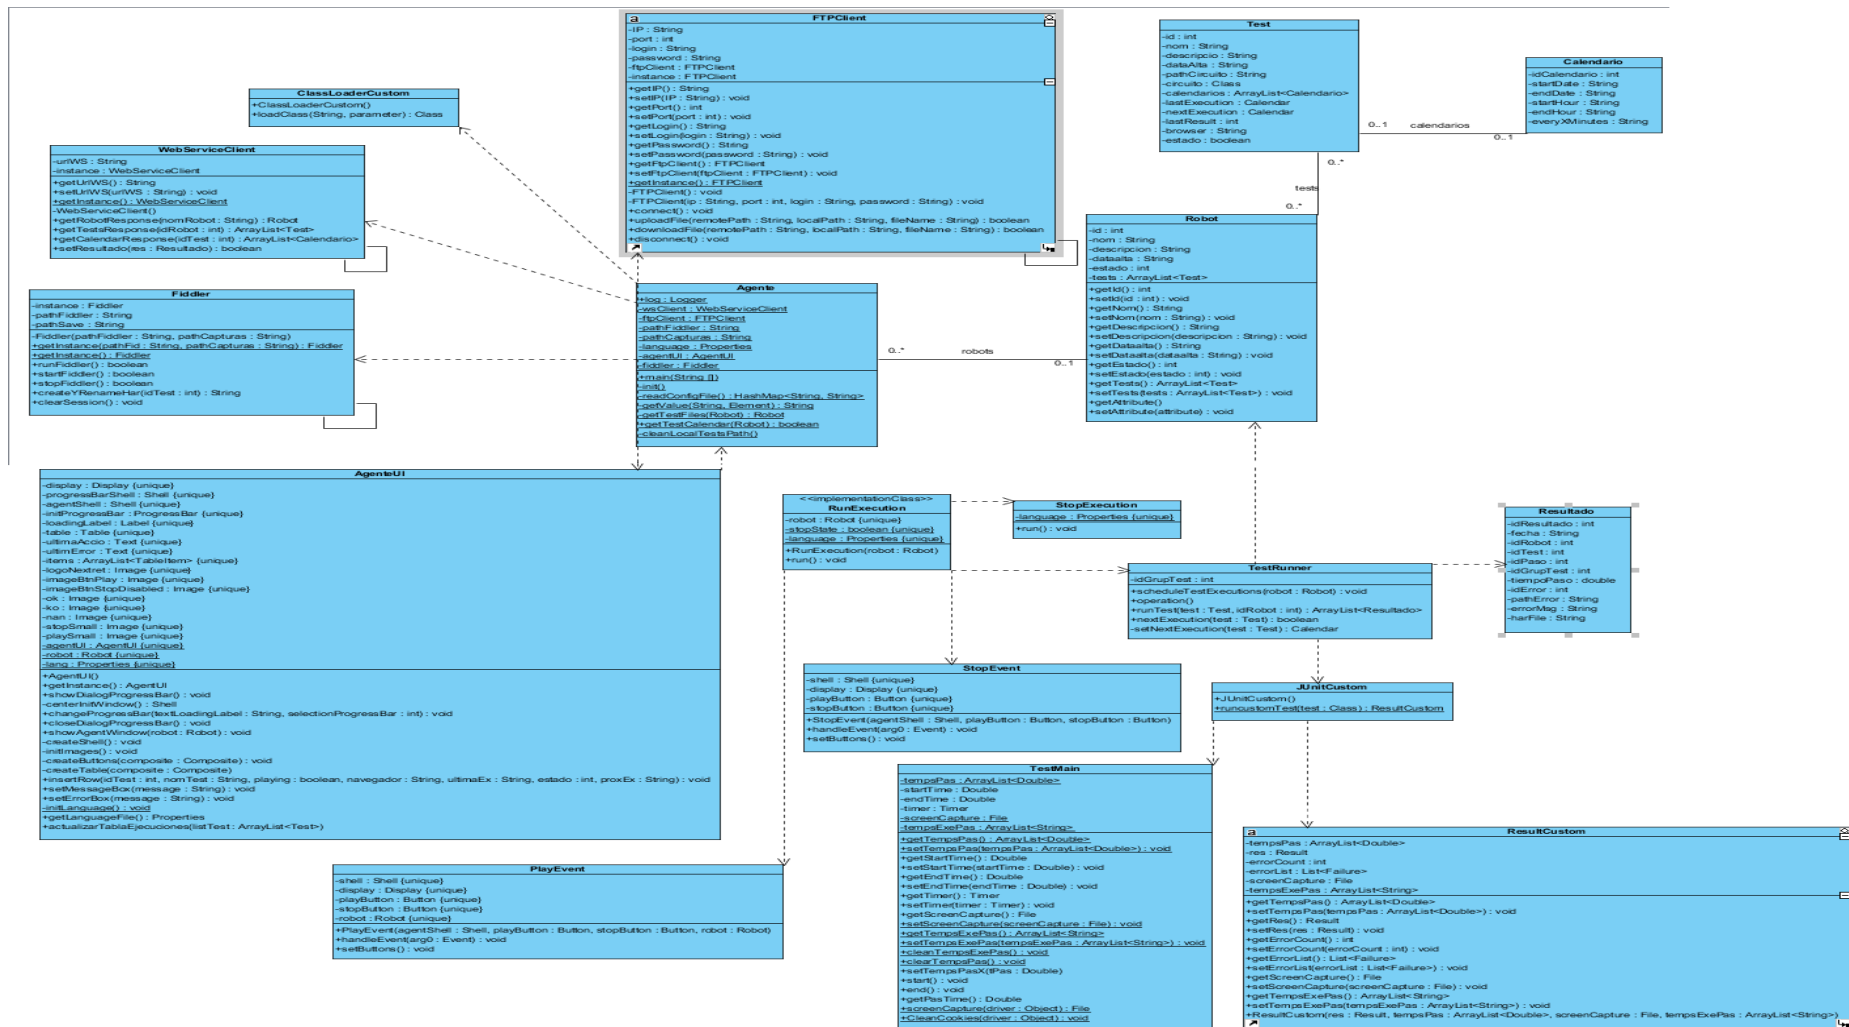 FTPClient
-IP : String
-port : int
-login : String
-password : String
-ftpClient : FTPClient
-instance : FTPClient
+getIP() : String
+setIP(IP : String) : void
+getPort() : int
+setPort(port : int) : void
+getLogin() : String
+setLogin(login : String) : void
+getPassword() : String
+setPassword(password : String) : void
+getFtpClient() : FTPClient
+setFtpClient(ftpClient : FTPClient) : void
+getInstance() : FTPClient
-FTPClient() : void
-FTPClient(ip : String, port : int, login : String, password : String) : void
+connect() : void
+uploadFile(remotePath : String, localPath : String, fileName : String) : boolean
+downloadFile(remotePath : String, localPath : String, fileName : String) : boolean
+disconnect() : void
Test
-id : int
-nom : String
-descripcio : String
-dataAlta : String
-pathCircuito : String
-circuito : Class
-calendarios : ArrayList<Calendario>
-lastExecution : Calendar
-nextExecution : Calendar
-lastResult : int
-browser : String
-estado : boolean
Calendario
-idCalendario : int
-startDate : String
-endDate : String
-startHour : String
-endHour : String
-everyXMinutes : String
0..1
calendarios
0..1
0..*
tests
0..*
ClassLoaderCustom
+ClassLoaderCustom()
+loadClass(String, parameter) : Class
WebServiceClient
-urlWS : String
-instance : WebServiceClient
+getUrlWS() : String
+setUrlWS(urlWS : String) : void
+getInstance() : WebServiceClient
-WebServiceClient()
+getRobotResponse(nomRobot : String) : Robot
+getTestsResponse(idRobot : int) : ArrayList<Test>
+getCalendarResponse(idTest : int) : ArrayList<Calendario>
+setResultado(res : Resultado) : boolean
Fiddler
-instance : Fiddler
-pathFiddler : String
-pathSave : String
-Fiddler(pathFiddler : String, pathCapturas : String)
+getInstance(pathFid : String, pathCapturas : String) : Fiddler
+getInstance() : Fiddler
+runFiddler() : boolean
+startFiddler() : boolean
+stopFiddler() : boolean
+createYRenameHar(idTest : int) : String
+clearSession() : void
Agente
+log : Logger
-wsClient : WebServiceClient
-ftpClient : FTPClient
-pathFiddler : String
-pathCapturas : String
-language : Properties
-agentUI : AgentUI
-fiddler : Fiddler
+main(String [])
-init()
-readConfigFile() : HashMap<String, String>
-getValue(String, Element) : String
-getTestFiles(Robot) : Robot
+getTestCalendar(Robot) : boolean
-cleanLocalTestsPath()
0..*
robots
0..1
Robot
-id : int
-nom : String
-descripcion : String
-dataalta : String
-estado : int
-tests : ArrayList<Test>
+getId() : int
+setId(id : int) : void
+getNom() : String
+setNom(nom : String) : void
+getDescripcion() : String
+setDescripcion(descripcion : String) : void
+getDataalta() : String
+setDataalta(dataalta : String) : void
+getEstado() : int
+setEstado(estado : int) : void
+getTests() : ArrayList<Test>
+setTests(tests : ArrayList<Test>) : void
+getAttribute()
+setAttribute(attribute) : void
AgenteUI
-display : Display {unique}
-progressBarShell : Shell {unique}
-agentShell : Shell {unique}
-initProgressBar : ProgressBar {unique}
-loadingLabel : Label {unique}
-table : Table {unique}
-ultimaAccio : Text {unique}
-ultimError : Text {unique}
-items : ArrayList<TableItem> {unique}
-logoNextret : Image {unique}
-imageBtnPlay : Image {unique}
-imageBtnStopDisabled : Image {unique}
-ok : Image {unique}
-ko : Image {unique}
-nan : Image {unique}
-stopSmall : Image {unique}
-playSmall : Image {unique}
-agentUI : AgentUI {unique}
-robot : Robot {unique}
-lang : Properties {unique}
+AgentUI()
+getInstance() : AgentUI
+showDialogProgressBar() : void
-centerInitWindow() : Shell
+changeProgressBar(textLoadingLabel : String, selectionProgressBar : int) : void
+closeDialogProgressBar() : void
+showAgentWindow(robot : Robot) : void
-createShell() : void
-initImages() : void
-createButtons(composite : Composite) : void
-createTable(composite : Composite)
+insertRow(idTest : int, nomTest : String, playing : boolean, navegador : String, ultimaEx : String, estado : int, proxEx : String) : void
+setMessageBox(message : String) : void
+setErrorBox(message : String) : void
-initLanguage() : void
+getLanguageFile() : Properties
+actualizarTablaEjecuciones(listTest : ArrayList<Test>)
<<implementationClass>>
RunExecution
-robot : Robot {unique}
-stopState : boolean {unique}
-language : Properties {unique}
+RunExecution(robot : Robot)
+run() : void
StopExecution
-language : Properties {unique}
+run() : void
TestRunner
-idGrupTest : int
+scheduleTestExecutions(robot : Robot) : void
+operation()
+runTest(test : Test, idRobot : int) : ArrayList<Resultado>
+nextExecution(test : Test) : boolean
-setNextExecution(test : Test) : Calendar
Resultado
-idResultado : int
-fecha : String
-idRobot : int
-idTest : int
-idPaso : int
-idGrupTest : int
-tiempoPaso : double
-idError : int
-pathError : String
-errorMsg : String
-harFile : String
StopEvent
-shell : Shell {unique}
-display : Display {unique}
-playButton : Button {unique}
-stopButton : Button {unique}
+StopEvent(agentShell : Shell, playButton : Button, stopButton : Button)
+handleEvent(arg0 : Event) : void
+setButtons() : void
JUnitCustom
+JUnitCustom()
+runcustomTest(test : Class) : ResultCustom
TestMain
-tempsPas : ArrayList<Double>
-startTime : Double
-endTime : Double
-timer : Timer
-screenCapture : File
-tempsExePas : ArrayList<String>
+getTempsPas() : ArrayList<Double>
+setTempsPas(tempsPas : ArrayList<Double>) : void
+getStartTime() : Double
+setStartTime(startTime : Double) : void
+getEndTime() : Double
+setEndTime(endTime : Double) : void
+getTimer() : Timer
+setTimer(timer : Timer) : void
+getScreenCapture() : File
+setScreenCapture(screenCapture : File) : void
+getTempsExePas() : ArrayList<String>
+setTempsExePas(tempsExePas : ArrayList<String>) : void
+cleanTempsExePas() : void
+clearTempsPas() : void
+setTempsPasX(tPas : Double)
+start() : void
+end() : void
+getPasTime() : Double
+screenCapture(driver : Object) : File
+CleanCookies(driver : Object) : void
PlayEvent
-shell : Shell {unique}
-display : Display {unique}
-playButton : Button {unique}
-stopButton : Button {unique}
-robot : Robot {unique}
+PlayEvent(agentShell : Shell, playButton : Button, stopButton : Button, robot : Robot)
+handleEvent(arg0 : Event) : void
+setButtons() : void
ResultCustom
-tempsPas : ArrayList<Double>
-res : Result
-errorCount : int
-errorList : List<Failure>
-screenCapture : File
-tempsExePas : ArrayList<String>
+getTempsPas() : ArrayList<Double>
+setTempsPas(tempsPas : ArrayList<Double>) : void
+getRes() : Result
+setRes(res : Result) : void
+getErrorCount() : int
+setErrorCount(errorCount : int) : void
+getErrorList() : List<Failure>
+setErrorList(errorList : List<Failure>) : void
+getScreenCapture() : File
+setScreenCapture(screenCapture : File) : void
+getTempsExePas() : ArrayList<String>
+setTempsExePas(tempsExePas : ArrayList<String>) : void
+ResultCustom(res : Result, tempsPas : ArrayList<Double>, screenCapture : File, tempsExePas : ArrayList<String>)